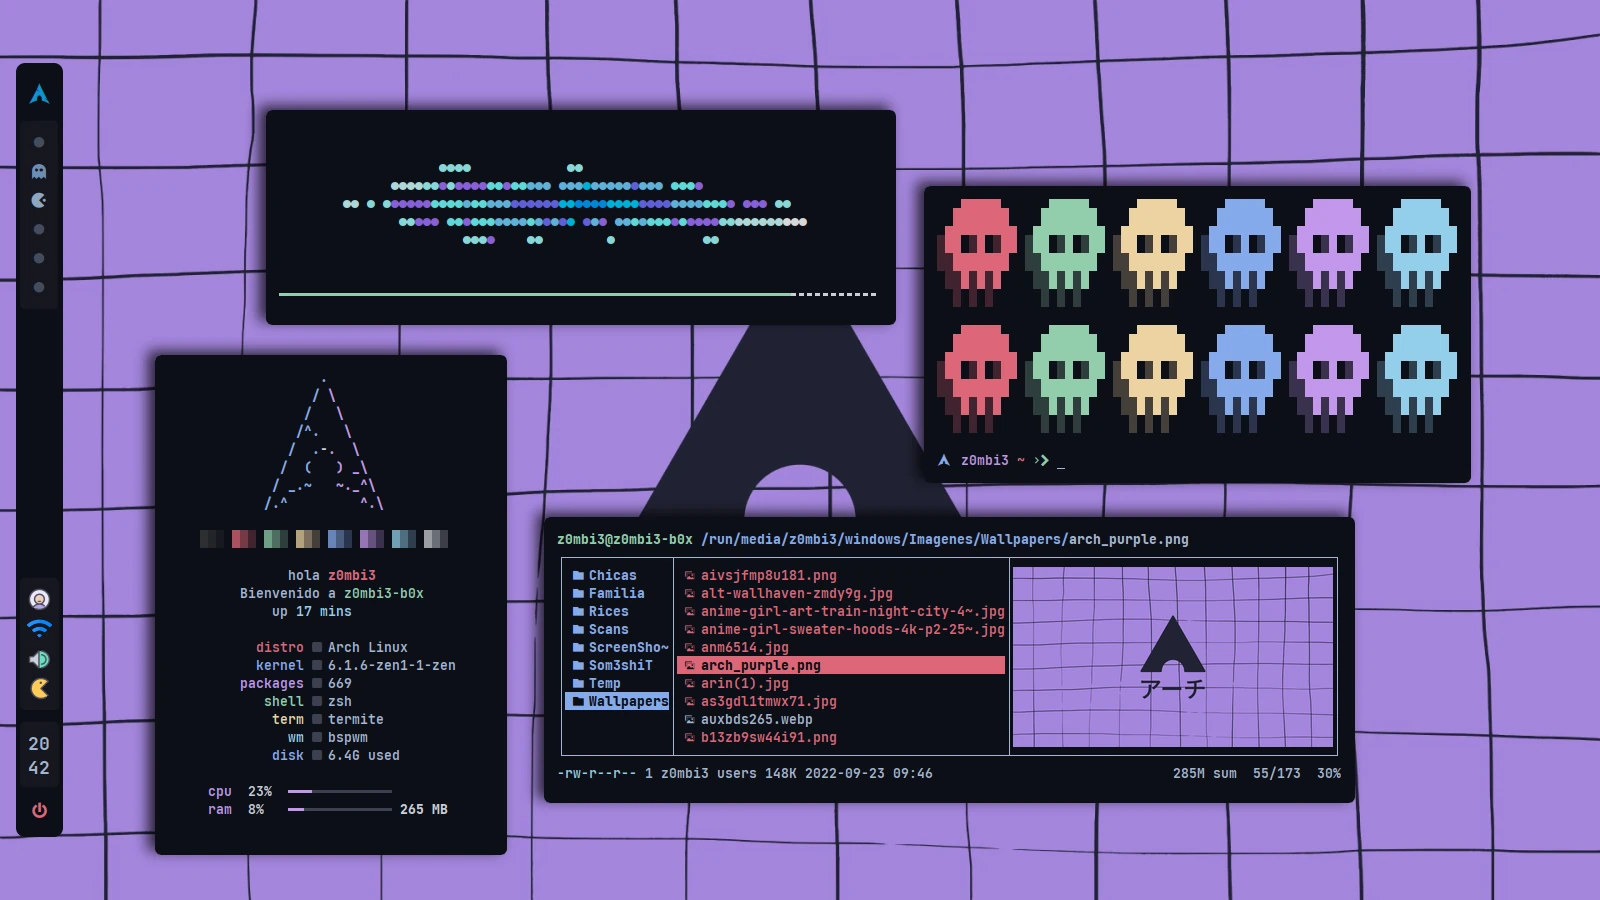 z0mbi3 ~
hola z0mbi3
Bienvenido a z0mbi3-b0x
up 17 mins
distro Arch Linux
kernel 6.1.6-zen1-1-zen
packages 669
shell zsh
term termite
wm bspwm
disk 6.4G used
cpu 23%
ram 8% 265 MB
20
42
z0mbi3@z0mbi3-b0x /run/media/z0mbi3/windows/Imagenes/Wallpapers/arch_purple.png
Chicas
Familia
Rices
Scans
ScreenSho~
Som3shiT
Temp
Wallpapers
aivsjfmp8u181.png
alt-wallhaven-zmdy9g.jpg
anime-girl-art-train-night-city-4~.jpg
anime-girl-sweater-hoods-4k-p2-25~.jpg
anm6514.jpg
arch_purple.png
arin(1).jpg
as3gdl1tmwx71.jpg
auxbds265.webp
b13zb9sw44i91.png
アーチ
-rw-r--r-- 1 z0mbi3 users 148K 2022-09-23 09:46 285M sum 55/173 30%